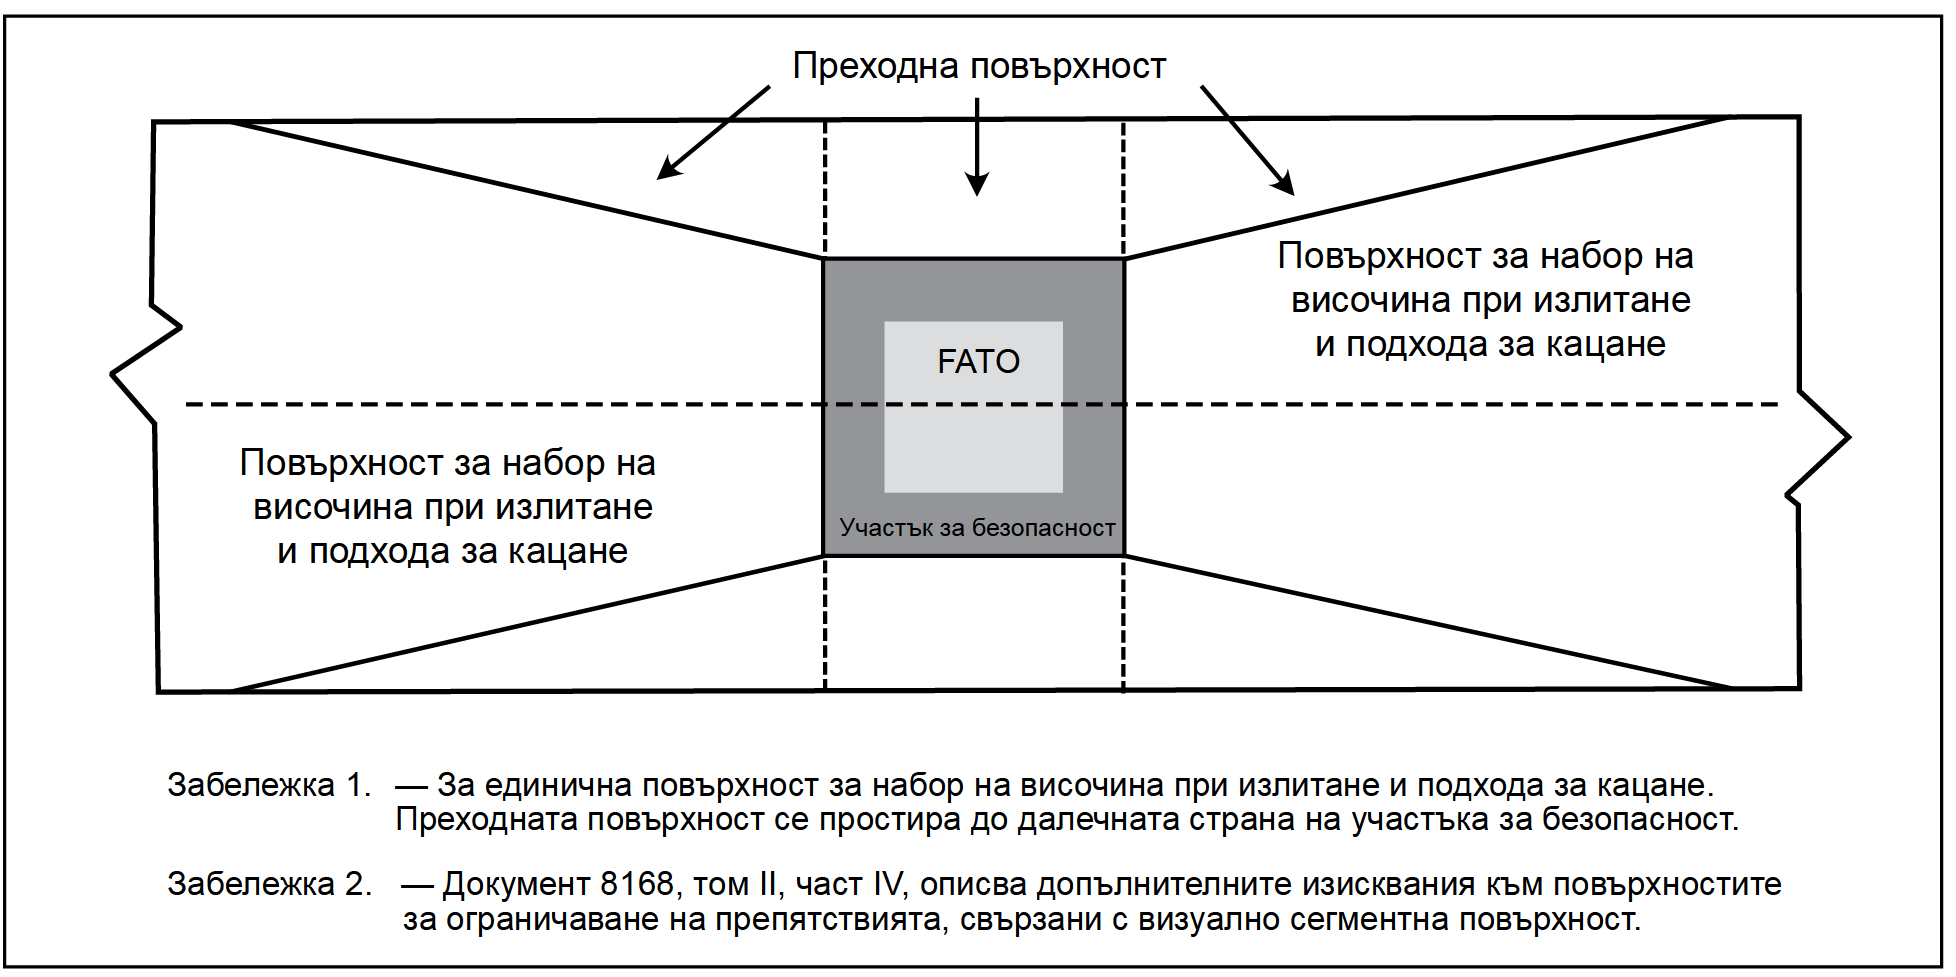 Преходна повърхност
Повърхност за набор на
височина при излитане
и подхода за кацане
FATO
Повърхност за набор на
височина при излитане
и подхода за кацане
Участък за безопасност
Забележка 1. — За единична повърхност за набор на височина при излитане и подхода за кацане.
Преходната повърхност се простира до далечната страна на участъка за безопасност.
Забележка 2. — Документ 8168, том II, част IV, описва допълнителните изисквания към повърхностите
за ограничаване на препятствията, свързани с визуално сегментна повърхност.